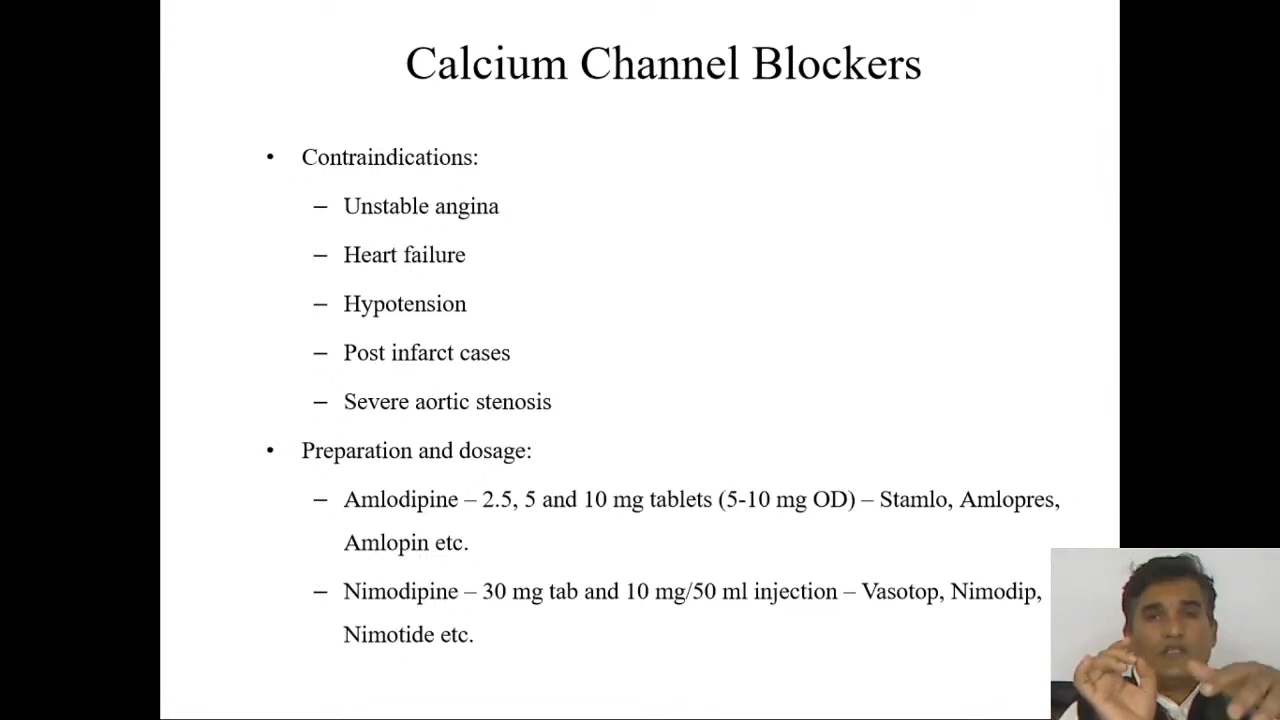 Calcium Channel Blockers
• Contraindications:
– Unstable angina
– Heart failure
– Hypotension
– Post infarct cases
– Severe aortic stenosis
• Preparation and dosage:
– Amlodipine – 2.5, 5 and 10 mg tablets (5-10 mg OD) – Stamlo, Amlopres,
Amlopin etc.
– Nimodipine – 30 mg tab and 10 mg/50 ml injection – Vasotop, Nimodip,
Nimotide etc.